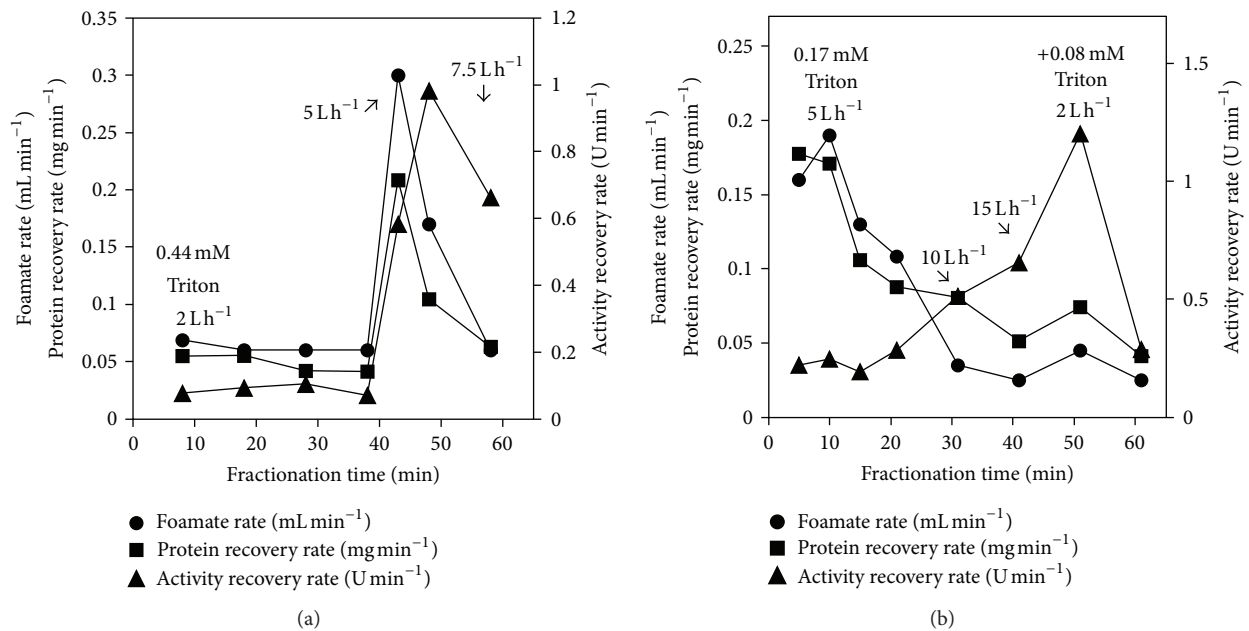 0.35
0.3
0.25
0.2
0.15
0.1
0.05
0
Foamate rate (mL min⁻¹)
Protein recovery rate (mg min⁻¹)
0.44 mM
Triton
2 Lh⁻¹
5 Lh⁻¹
7.5 Lh⁻¹
1.2
1
0.8
0.6
0.4
0.2
0
Activity recovery rate (U min⁻¹)
0 10 20 30 40 50 60
Fractionation time (min)
Foamate rate (mL min⁻¹)
Protein recovery rate (mg min⁻¹)
Activity recovery rate (U min⁻¹)
(a)
0.25
0.2
0.15
0.1
0.05
0
Foamate rate (mL min⁻¹)
Protein recovery rate (mg min⁻¹)
0.17 mM
Triton
5 Lh⁻¹
10 Lh⁻¹
15 Lh⁻¹
+0.08 mM
Triton
2 Lh⁻¹
1.5
1
0.5
0
Activity recovery rate (U min⁻¹)
0 10 20 30 40 50 60
Fractionation time (min)
Foamate rate (mL min⁻¹)
Protein recovery rate (mg min⁻¹)
Activity recovery rate (U min⁻¹)
(b)